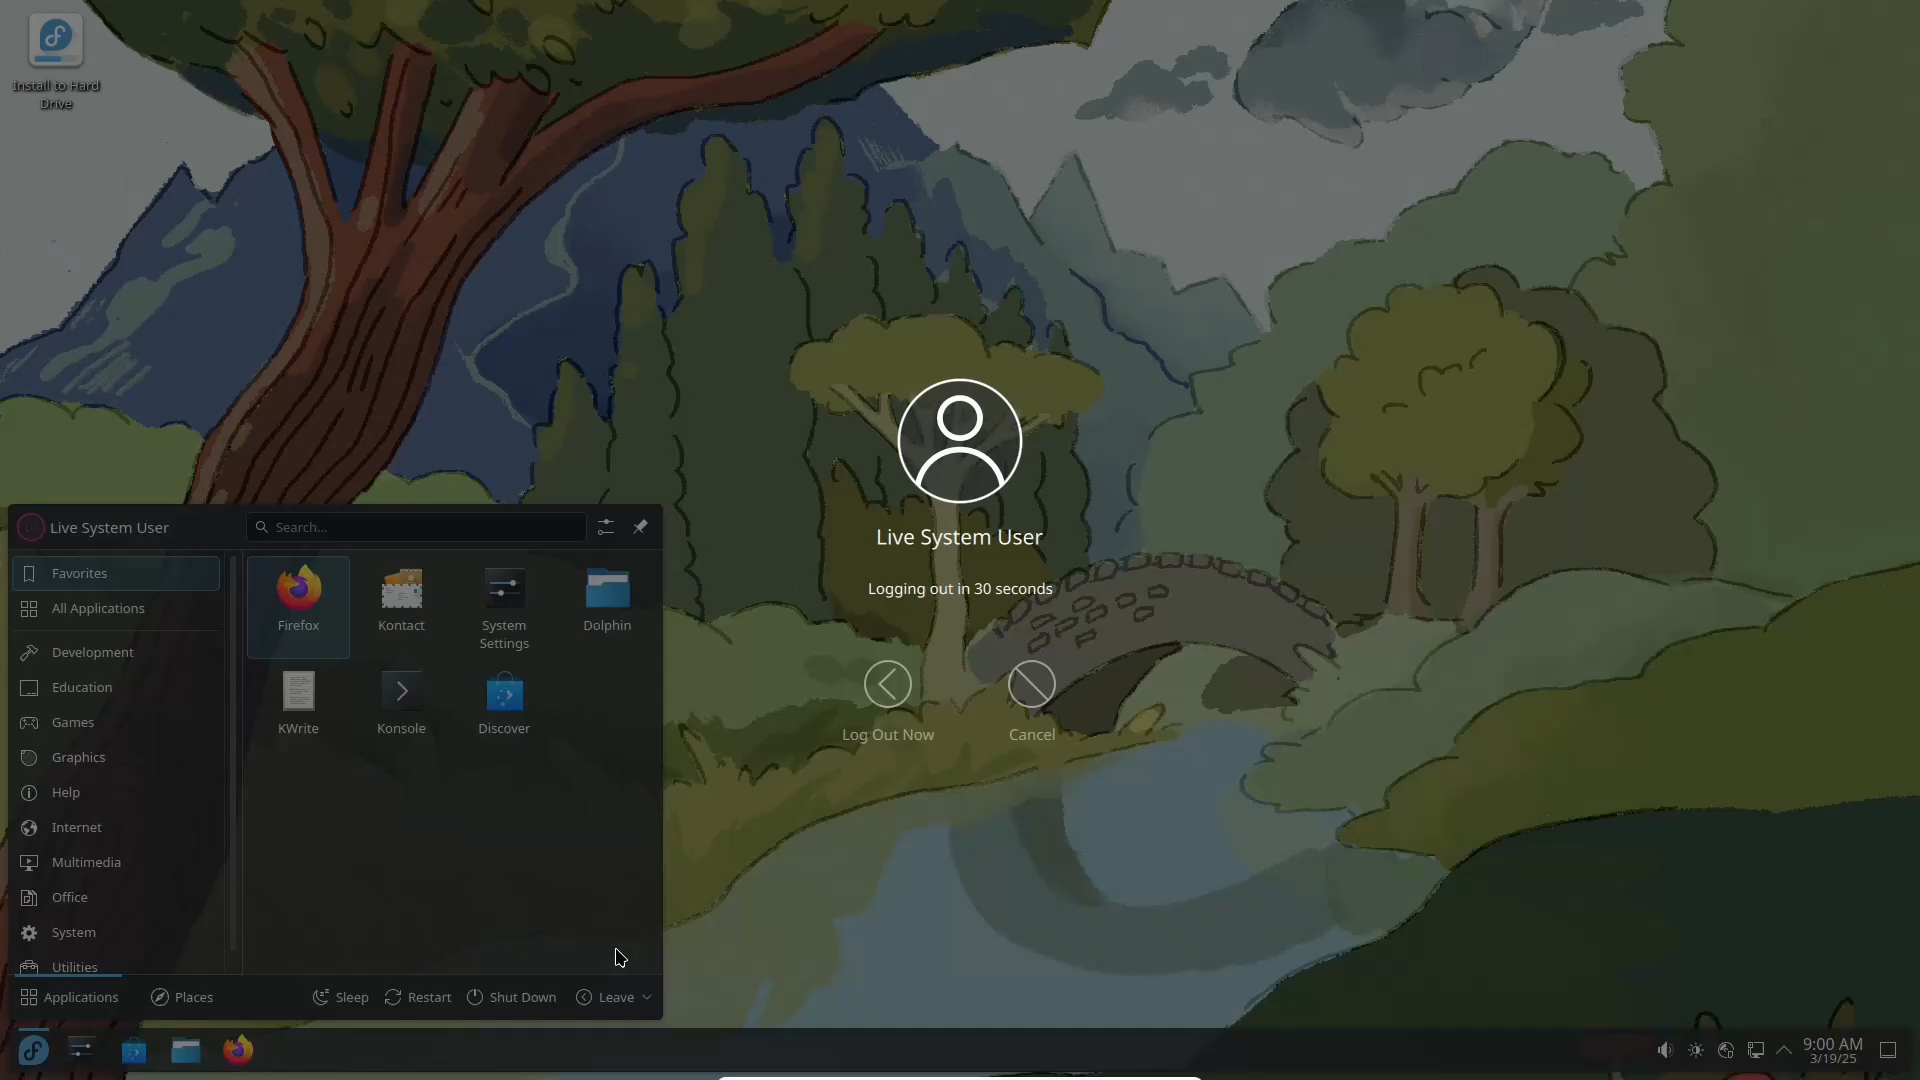 Install to Hard
Drive
Live System User
Search...
Favorites
All Applications
Development
Education
Games
Graphics
Help
Internet
Multimedia
Office
System
Utilities
Firefox
Kontact
System
Settings
Dolphin
KWrite
Konsole
Discover
Applications
Places
Sleep
Restart
Shut Down
Leave
Live System User
Logging out in 30 seconds
Log Out Now
Cancel
9:00 AM
3/19/25